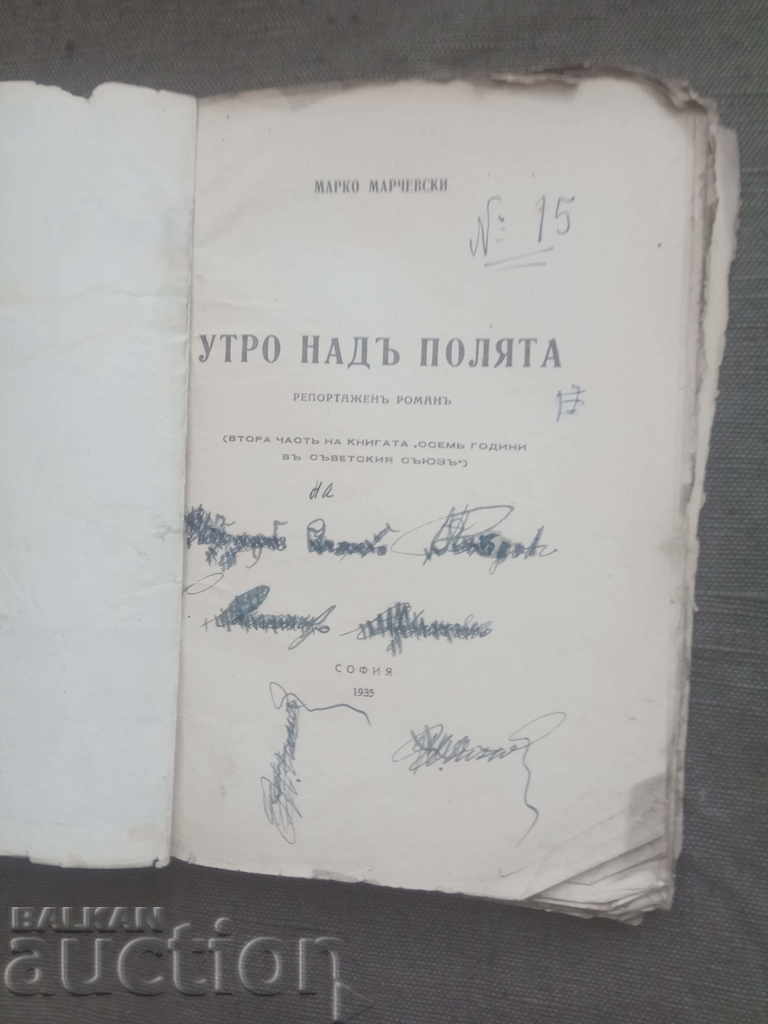 МАРКО МАРЧЕВСКИ
№ 15
УТРО НАДЪ ПОЛЯТА
РЕПОРТАЖЕНЪ РОМАНЪ
17
(ВТОРА ЧАСТЬ НА КНИГАТА „ОСЕМЬ ГОДИНИ
ВЪ СЪВЕТСКИЯ СЪЮЗЪ“)
на
СОФИЯ
1935
BALKAN
auction